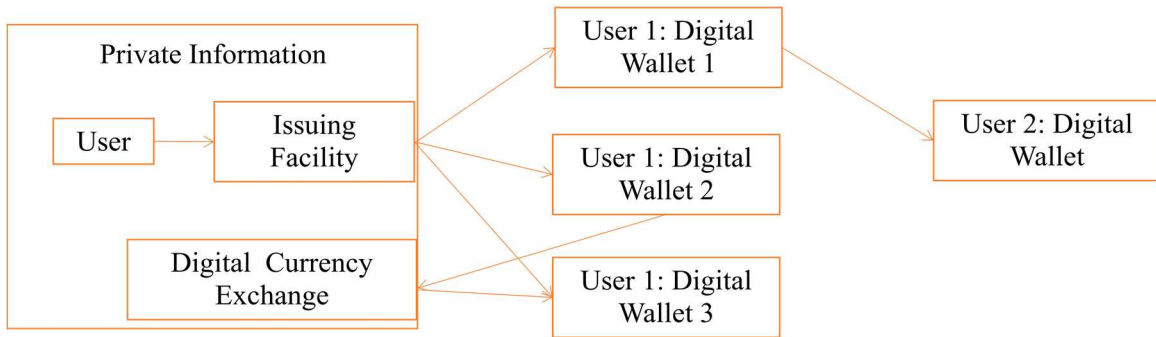 Private Information
User
Issuing
Facility
Digital Currency
Exchange
User 1: Digital
Wallet 1
User 1: Digital
Wallet 2
User 1: Digital
Wallet 3
User 2: Digital
Wallet